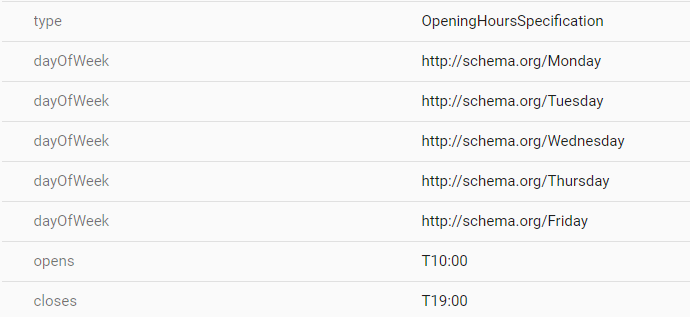 type OpeningHoursSpecification
dayOfWeek http://schema.org/Monday
dayOfWeek http://schema.org/Tuesday
dayOfWeek http://schema.org/Wednesday
dayOfWeek http://schema.org/Thursday
dayOfWeek http://schema.org/Friday
opens T10:00
closes T19:00